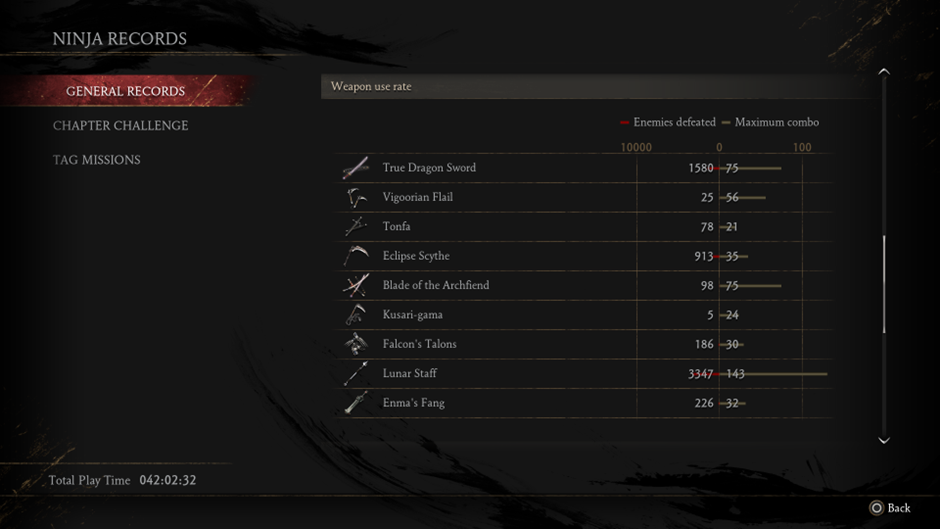 NINJA RECORDS
GENERAL RECORDS
CHAPTER CHALLENGE
TAG MISSIONS
Weapon use rate
Enemies defeated Maximum combo
10000 0 100
True Dragon Sword 1580 75
Vigoorian Flail 25 56
Tonfa 78 21
Eclipse Scythe 913 35
Blade of the Archfiend 98 75
Kusari-gama 5 24
Falcon's Talons 186 30
Lunar Staff 3347 143
Enma's Fang 226 32
Total Play Time 042:02:32
Back